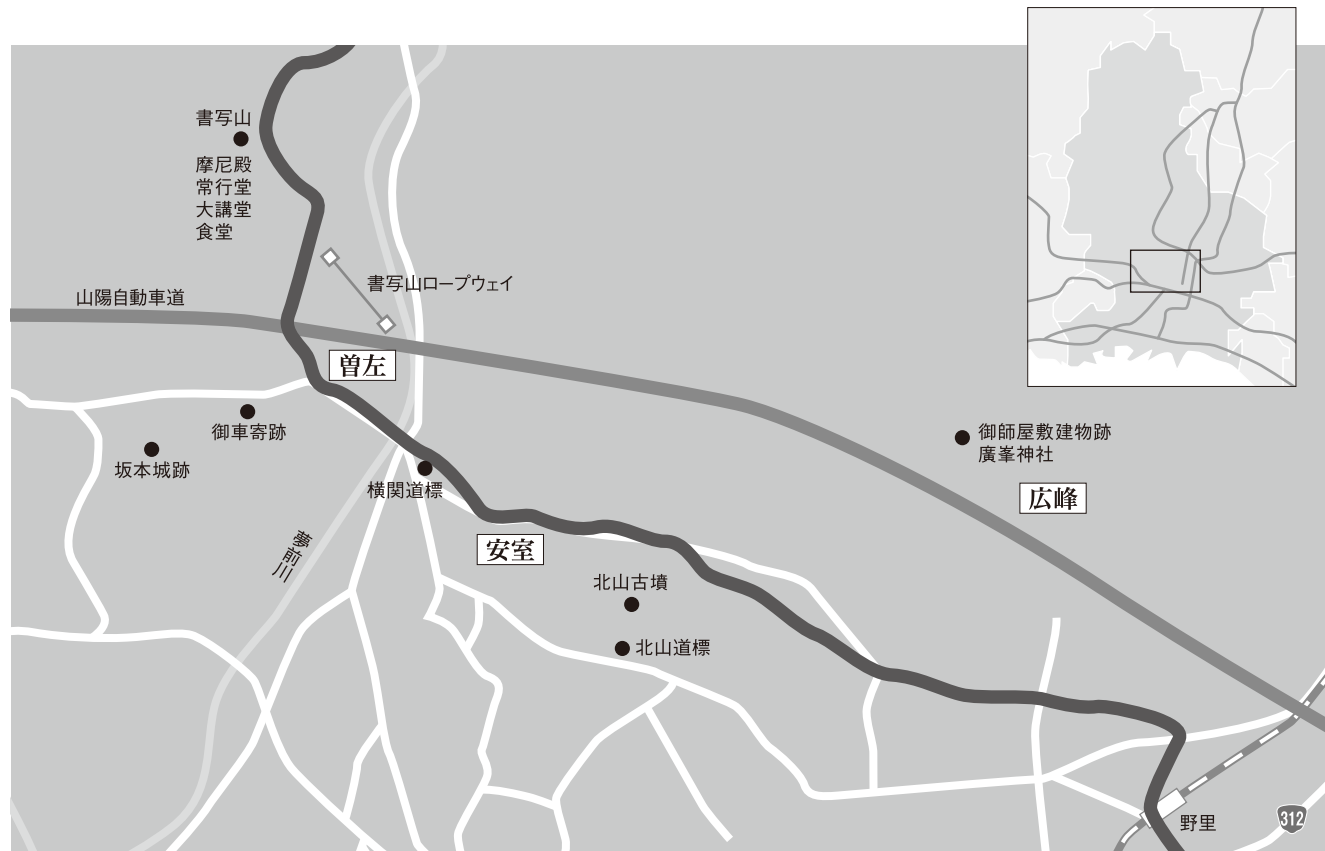 書写山
摩尼殿
常行堂
大講堂
食堂
書写山ロープウェイ
山陽自動車道
曽左
御車寄跡
坂本城跡
横関道標
御師屋敷建物跡
廣峯神社
広峰
夢前川
安室
北山古墳
北山道標
野里
312